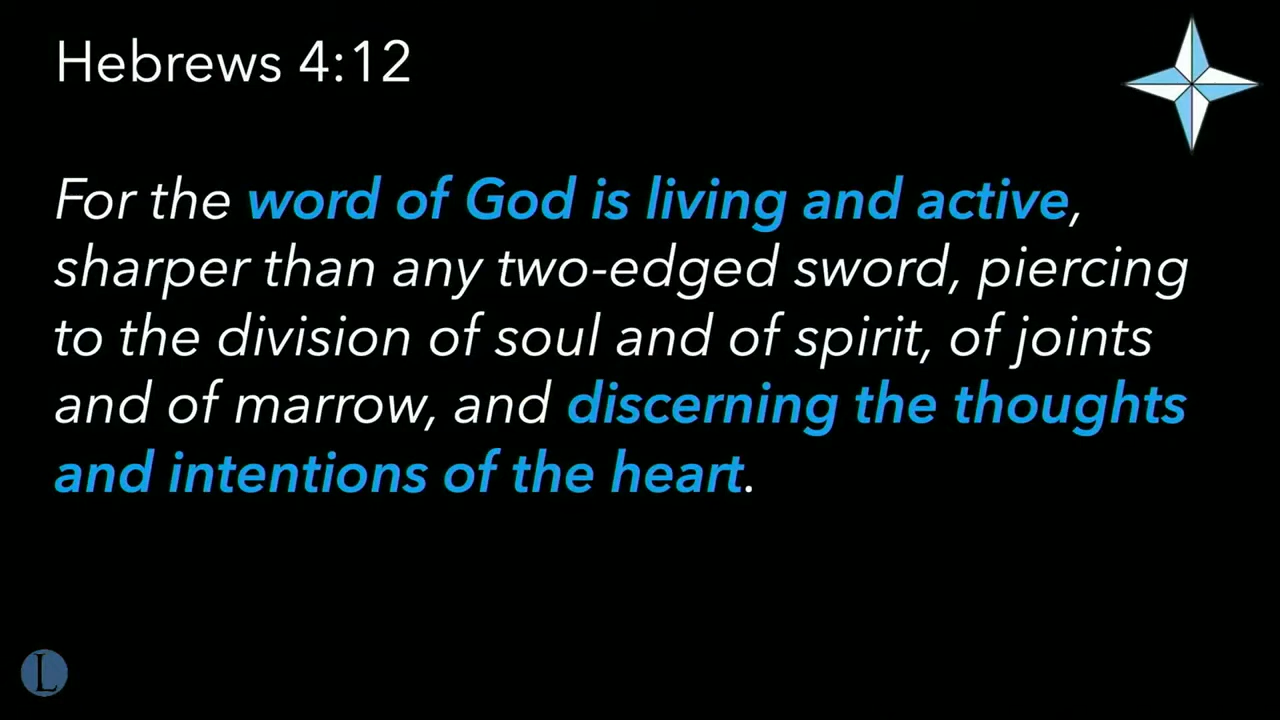 Hebrews 4:12
For the word of God is living and active,
sharper than any two-edged sword, piercing
to the division of soul and of spirit, of joints
and of marrow, and discerning the thoughts
and intentions of the heart.
L